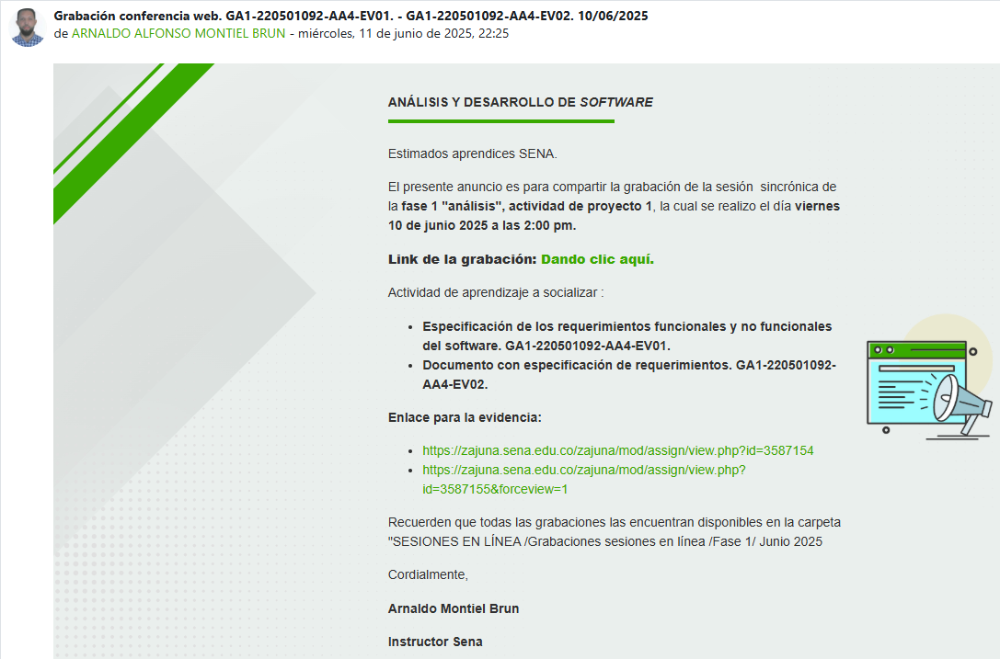 Grabación conferencia web. GA1-220501092-AA4-EV01. - GA1-220501092-AA4-EV02. 10/06/2025
de ARNALDO ALFONSO MONTIEL BRUN - miércoles, 11 de junio de 2025, 22:25
ANÁLISIS Y DESARROLLO DE SOFTWARE
Estimados aprendices SENA.
El presente anuncio es para compartir la grabación de la sesión sincrónica de
la fase 1 "análisis", actividad de proyecto 1, la cual se realizo el día viernes
10 de junio 2025 a las 2:00 pm.
Link de la grabación: Dando clic aquí.
Actividad de aprendizaje a socializar :
• Especificación de los requerimientos funcionales y no funcionales
del software. GA1-220501092-AA4-EV01.
• Documento con especificación de requerimientos. GA1-220501092-
AA4-EV02.
Enlace para la evidencia:
• https://zajuna.sena.edu.co/zajuna/mod/assign/view.php?id=3587154
• https://zajuna.sena.edu.co/zajuna/mod/assign/view.php?
id=3587155&forceview=1
Recuerden que todas las grabaciones las encuentran disponibles en la carpeta
"SESIONES EN LÍNEA /Grabaciones sesiones en línea /Fase 1/ Junio 2025
Cordialmente,
Arnaldo Montiel Brun
Instructor Sena